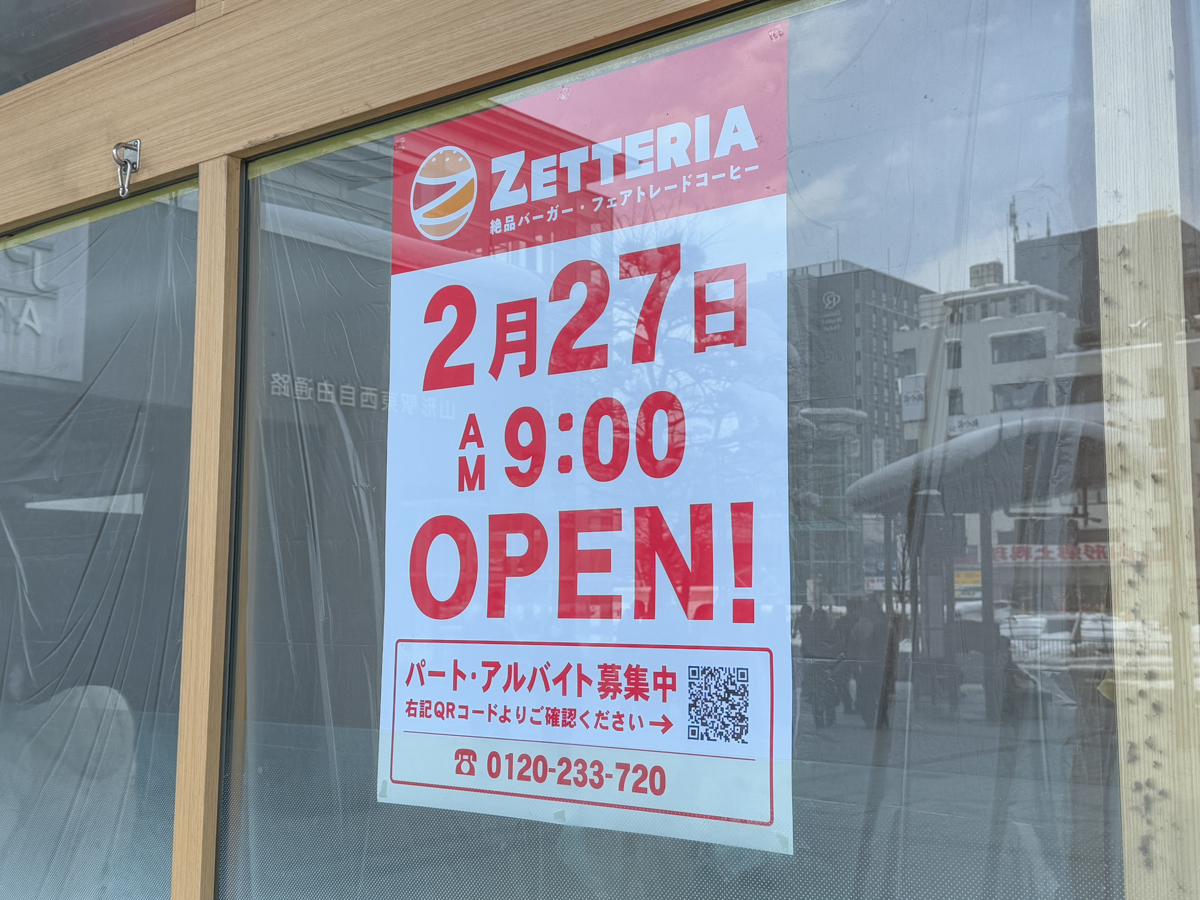 ZETTERIA
絶品バーガー・フェアトレードコーヒー
2月27日
AM 9:00
OPEN!
パート・アルバイト募集中
右記QRコードよりご確認ください→
☎ 0120-233-720
山形駅東西自由通路